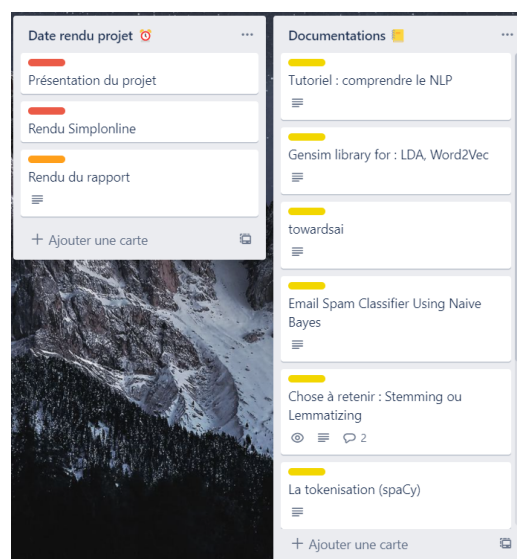 Date rendu projet ⏰
Présentation du projet
Rendu Simplonline
Rendu du rapport
+ Ajouter une carte
Documentations 📒
Tutoriel : comprendre le NLP
Gensim library for : LDA, Word2Vec
towardsai
Email Spam Classifier Using Naive
Bayes
Chose à retenir : Stemming ou
Lemmatizing
2
La tokenisation (spaCy)
+ Ajouter une carte